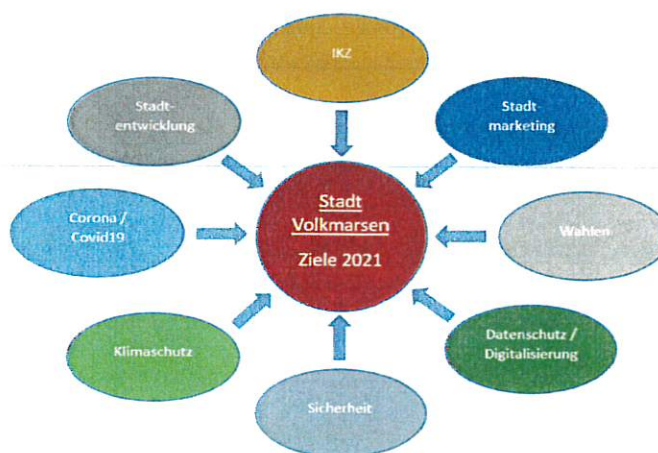 IKZ
Stadt-
entwicklung
Stadt
marketing
Stadt
Volkmarsen
Ziele 2021
Corona /
Covid19
Wahlen
Klimaschutz
Datenschutz /
Digitalisierung
Sicherheit